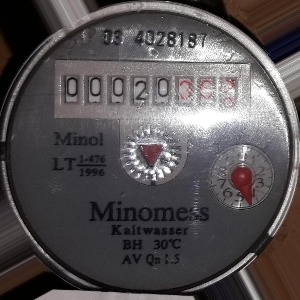 03 4028187
00020
Minol
LT 1-476
1996
Minomess
Kaltwasser
BH 30°C
AV Qn 1.5